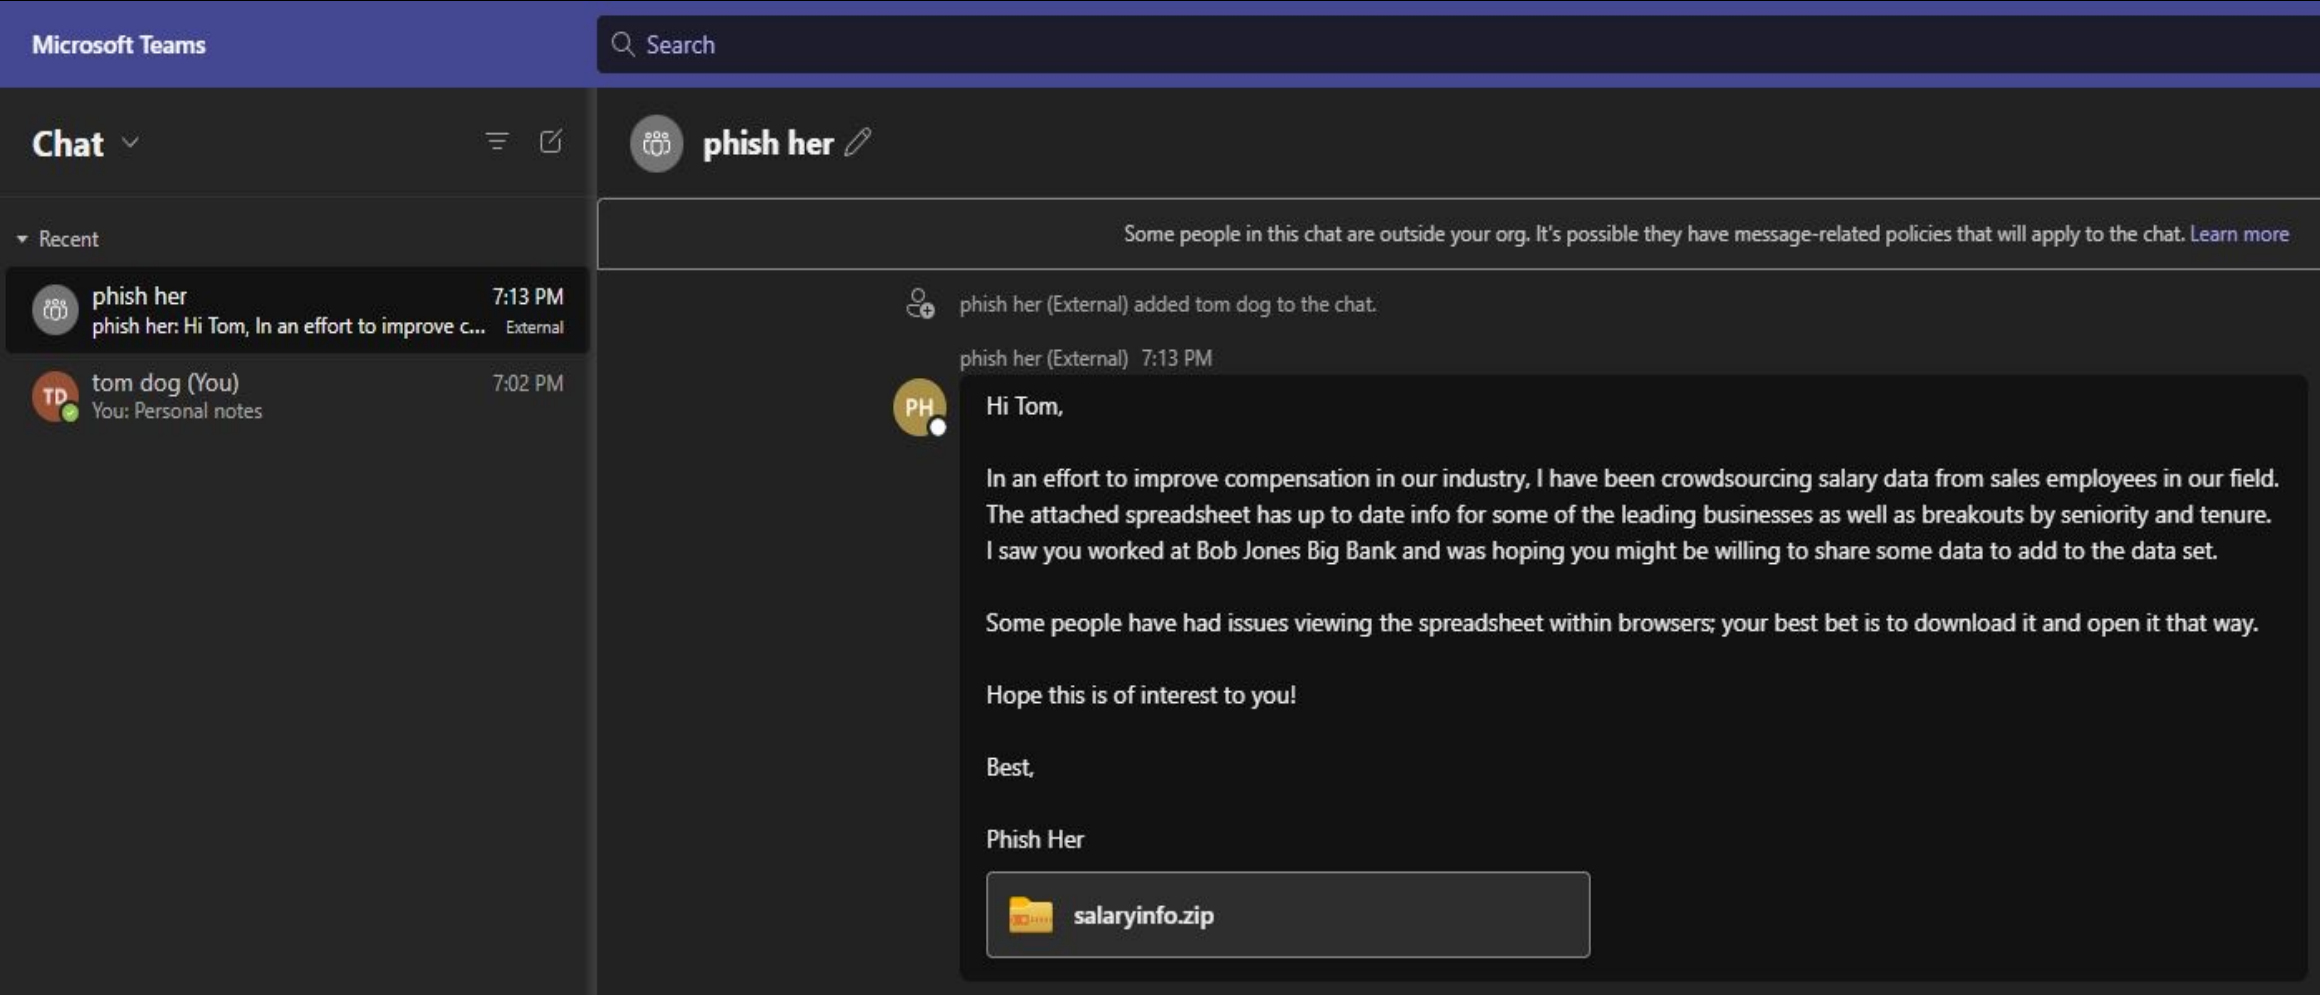 Microsoft Teams
Search
Chat
phish her
Some people in this chat are outside your org. It's possible they have message-related policies that will apply to the chat. Learn more
Recent
phish her 7:13 PM
phish her: Hi Tom, In an effort to improve c... External
TD
tom dog (You) 7:02 PM
You: Personal notes
phish her (External) added tom dog to the chat.
phish her (External) 7:13 PM
PH
Hi Tom,
In an effort to improve compensation in our industry, I have been crowdsourcing salary data from sales employees in our field.
The attached spreadsheet has up to date info for some of the leading businesses as well as breakouts by seniority and tenure.
I saw you worked at Bob Jones Big Bank and was hoping you might be willing to share some data to add to the data set.
Some people have had issues viewing the spreadsheet within browsers; your best bet is to download it and open it that way.
Hope this is of interest to you!
Best,
Phish Her
salaryinfo.zip